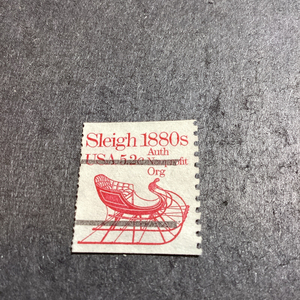 Sleigh 1880s
USA 5.2c
Auth
Nonprofit
Org